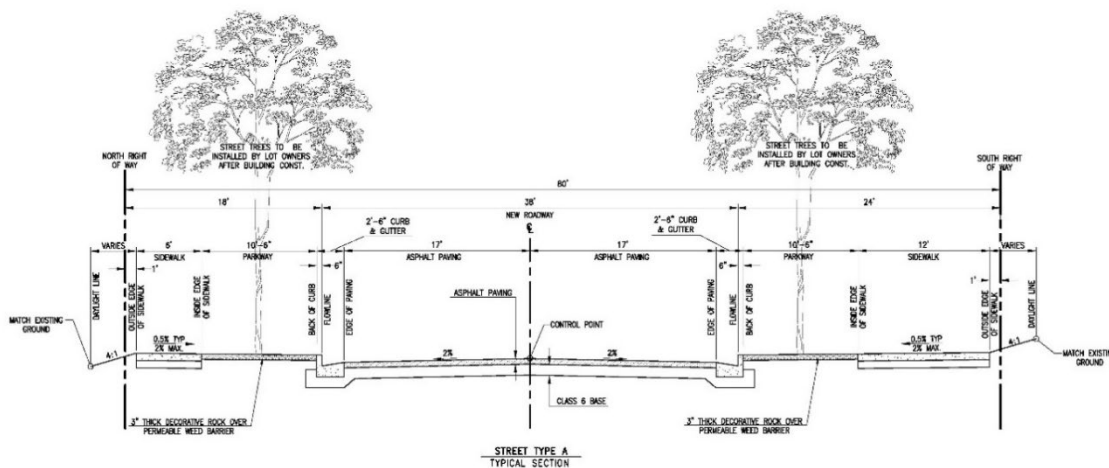 STREET TREES TO BE
INSTALLED BY LOT OWNERS
AFTER BUILDING CONST.
STREET TREES TO BE
INSTALLED BY LOT OWNERS
AFTER BUILDING CONST.
NORTH RIGHT
OF WAY
SOUTH RIGHT
OF WAY
80'
18'
38'
24'
NEW ROADWAY
2'-6" CURB
& GUTTER
2'-6" CURB
& GUTTER
VARIES
5'
SIDEWALK
10'-6"
PARKWAY
17'
ASPHALT PAVING
17'
ASPHALT PAVING
10'-6"
PARKWAY
12'
SIDEWALK
VARIES
1'
6"
6"
1'
DAYLIGHT LINE
OUTSIDE EDGE
OF SIDEWALK
INSIDE EDGE
OF SIDEWALK
BACK OF CURB
FLOWLINE
EDGE OF PAVING
ASPHALT PAVING
CONTROL POINT
EDGE OF PAVING
FLOWLINE
BACK OF CURB
INSIDE EDGE
OF SIDEWALK
OUTSIDE EDGE
OF SIDEWALK
DAYLIGHT LINE
MATCH EXISTING
GROUND
4:1
0.5% TYP
2% MAX.
2%
2%
0.5% TYP
2% MAX.
4:1
MATCH EXISTING
GROUND
CLASS 6 BASE
3" THICK DECORATIVE ROCK OVER
PERMEABLE WEED BARRIER
3" THICK DECORATIVE ROCK OVER
PERMEABLE WEED BARRIER
STREET TYPE A
TYPICAL SECTION